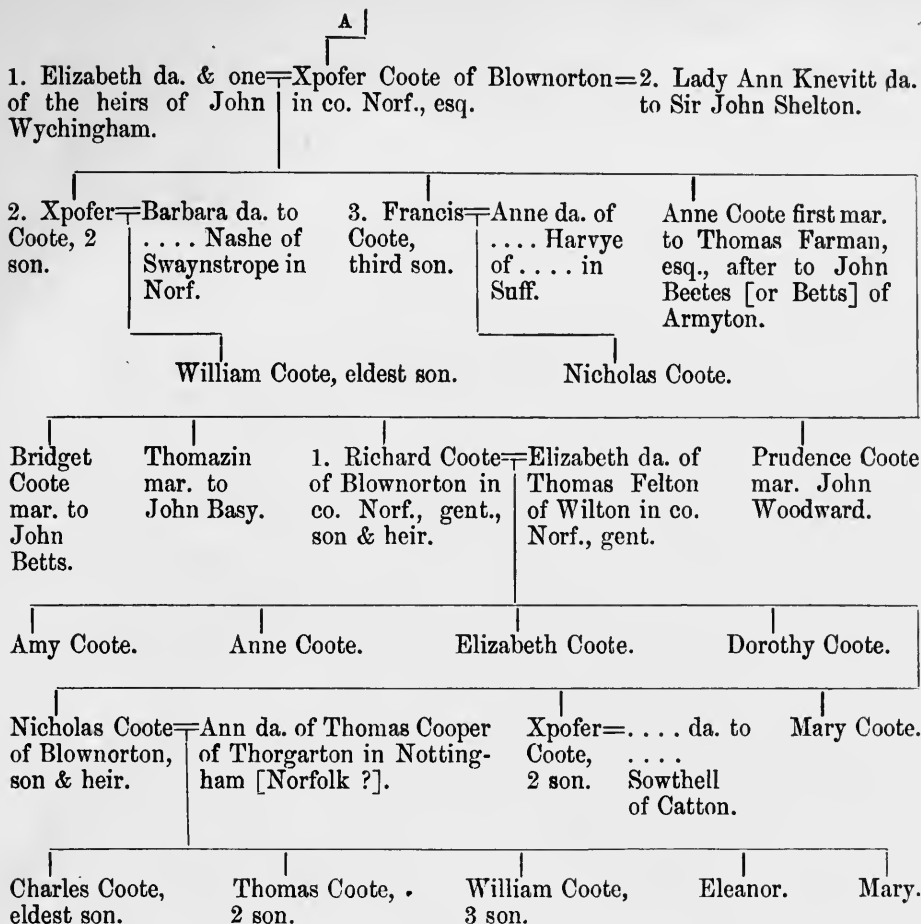 A
1. Elizabeth da. & one
of the heirs of John
Wychingham.
Xpofer Coote of Blownorton
in co. Norf., esq.
2. Lady Ann Knevitt da.
to Sir John Shelton.
2. Xpofer
Coote, 2
son.
Barbara da. to
.... Nashe of
Swaynstrope in
Norf.
3. Francis
Coote,
third son.
Anne da. of
.... Harvye
of .... in
Suff.
Anne Coote first mar.
to Thomas Farman,
esq., after to John
Beetes [or Betts] of
Armyton.
William Coote, eldest son.
Nicholas Coote.
Bridget
Coote
mar. to
John
Betts.
Thomazin
mar. to
John Basy.
1. Richard Coote
of Blownorton in
co. Norf., gent.,
son & heir.
Elizabeth da. of
Thomas Felton
of Wilton in co.
Norf., gent.
Prudence Coote
mar. John
Woodward.
Amy Coote.
Anne Coote.
Elizabeth Coote.
Dorothy Coote.
Nicholas Coote
of Blownorton,
son & heir.
Ann da. of Thomas Cooper
of Thorgarton in Notting-
ham [Norfolk ?].
Xpofer
Coote,
2 son.
.... da. to
....
Sowthell
of Catton.
Mary Coote.
Charles Coote,
eldest son.
Thomas Coote,
2 son.
William Coote,
3 son.
Eleanor.
Mary.